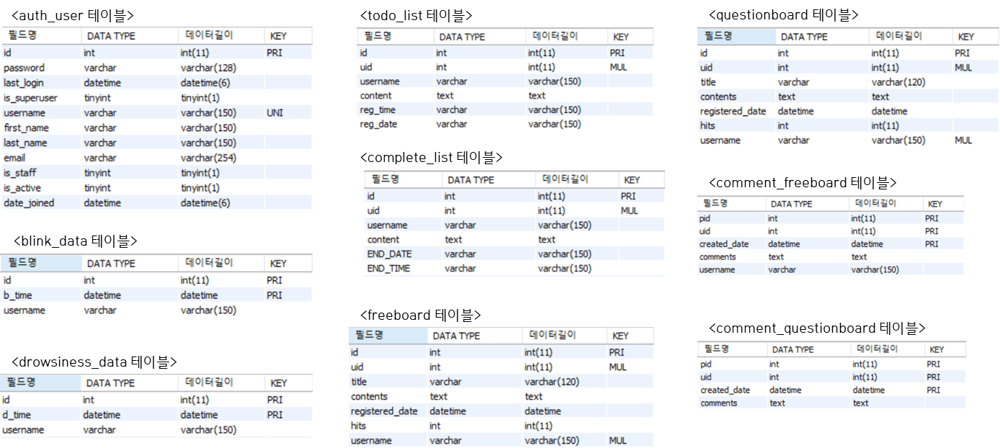 <auth_user 테이블>
필드명 DATA TYPE 데이터길이 KEY
id int int(11) PRI
password varchar varchar(128)
last_login datetime datetime(6)
is_superuser tinyint tinyint(1)
username varchar varchar(150) UNI
first_name varchar varchar(150)
last_name varchar varchar(150)
email varchar varchar(254)
is_staff tinyint tinyint(1)
is_active tinyint tinyint(1)
date_joined datetime datetime(6)
<blink_data 테이블>
필드명 DATA TYPE 데이터길이 KEY
id int int(11) PRI
b_time datetime datetime PRI
username varchar varchar(150)
<drowsiness_data 테이블>
필드명 DATA TYPE 데이터길이 KEY
id int int(11) PRI
d_time datetime datetime PRI
username varchar varchar(150)
<todo_list 테이블>
필드명 DATA TYPE 데이터길이 KEY
id int int(11) PRI
uid int int(11) MUL
username varchar varchar(150)
content text text
reg_time varchar varchar(150)
reg_date varchar varchar(150)
<complete_list 테이블>
필드명 DATA TYPE 데이터길이 KEY
id int int(11) PRI
uid int int(11) MUL
username varchar varchar(150)
content text text
END_DATE varchar varchar(150)
END_TIME varchar varchar(150)
<freeboard 테이블>
필드명 DATA TYPE 데이터길이 KEY
id int int(11) PRI
uid int int(11) MUL
title varchar varchar(120)
contents text text
registered_date datetime datetime
hits int int(11)
username varchar varchar(150) MUL
<questionboard 테이블>
필드명 DATA TYPE 데이터길이 KEY
id int int(11) PRI
uid int int(11) MUL
title varchar varchar(120)
contents text text
registered_date datetime datetime
hits int int(11)
username varchar varchar(150) MUL
<comment_freeboard 테이블>
필드명 DATA TYPE 데이터길이 KEY
pid int int(11) PRI
uid int int(11) PRI
created_date datetime datetime PRI
comments text text
username varchar varchar(150)
<comment_questionboard 테이블>
필드명 DATA TYPE 데이터길이 KEY
pid int int(11) PRI
uid int int(11) PRI
created_date datetime datetime PRI
comments text text